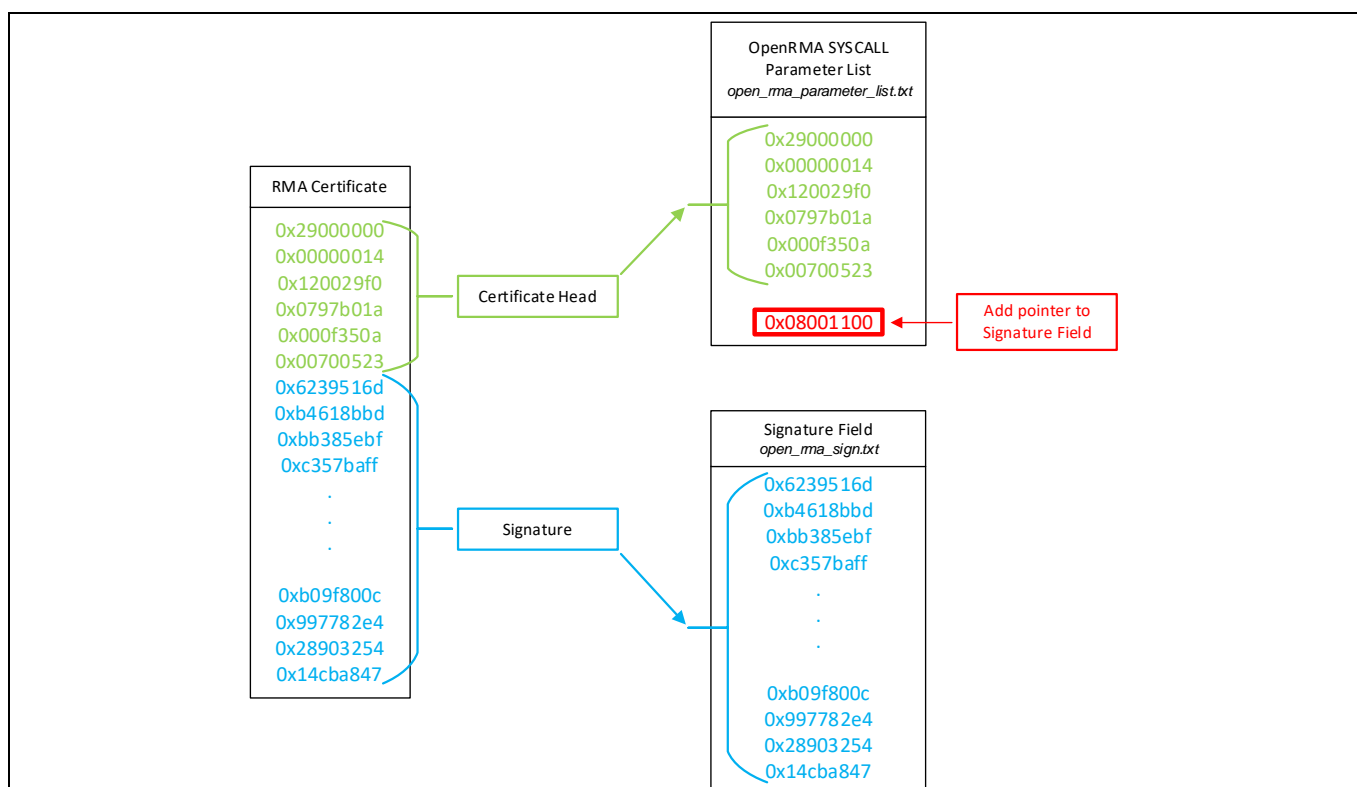 RMA Certificate
0x29000000
0x00000014
0x120029f0
0x0797b01a
0x000f350a
0x00700523
0x6239516d
0xb4618bbd
0xbb385ebf
0xc357baff
.
.
.
0xb09f800c
0x997782e4
0x28903254
0x14cba847
Certificate Head
Signature
OpenRMA SYSCALL
Parameter List
open_rma_parameter_list.txt
0x29000000
0x00000014
0x120029f0
0x0797b01a
0x000f350a
0x00700523
0x08001100
Add pointer to
Signature Field
Signature Field
open_rma_sign.txt
0x6239516d
0xb4618bbd
0xbb385ebf
0xc357baff
.
.
.
0xb09f800c
0x997782e4
0x28903254
0x14cba847